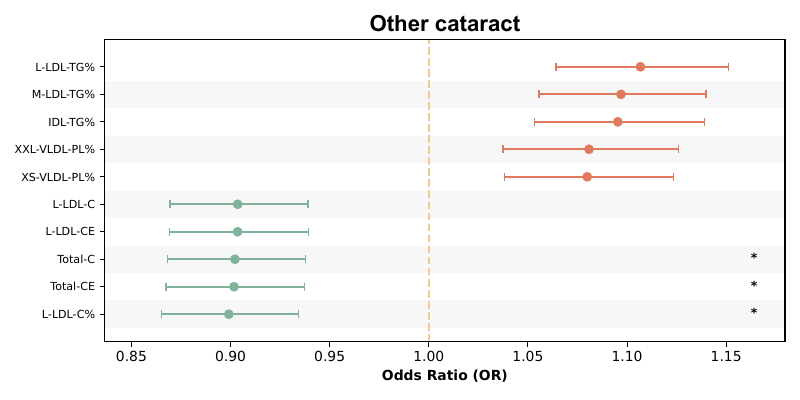 Other cataract
L-LDL-TG%
M-LDL-TG%
IDL-TG%
XXL-VLDL-PL%
XS-VLDL-PL%
L-LDL-C
L-LDL-CE
Total-C *
Total-CE *
L-LDL-C% *
0.85 0.90 0.95 1.00 1.05 1.10 1.15
Odds Ratio (OR)